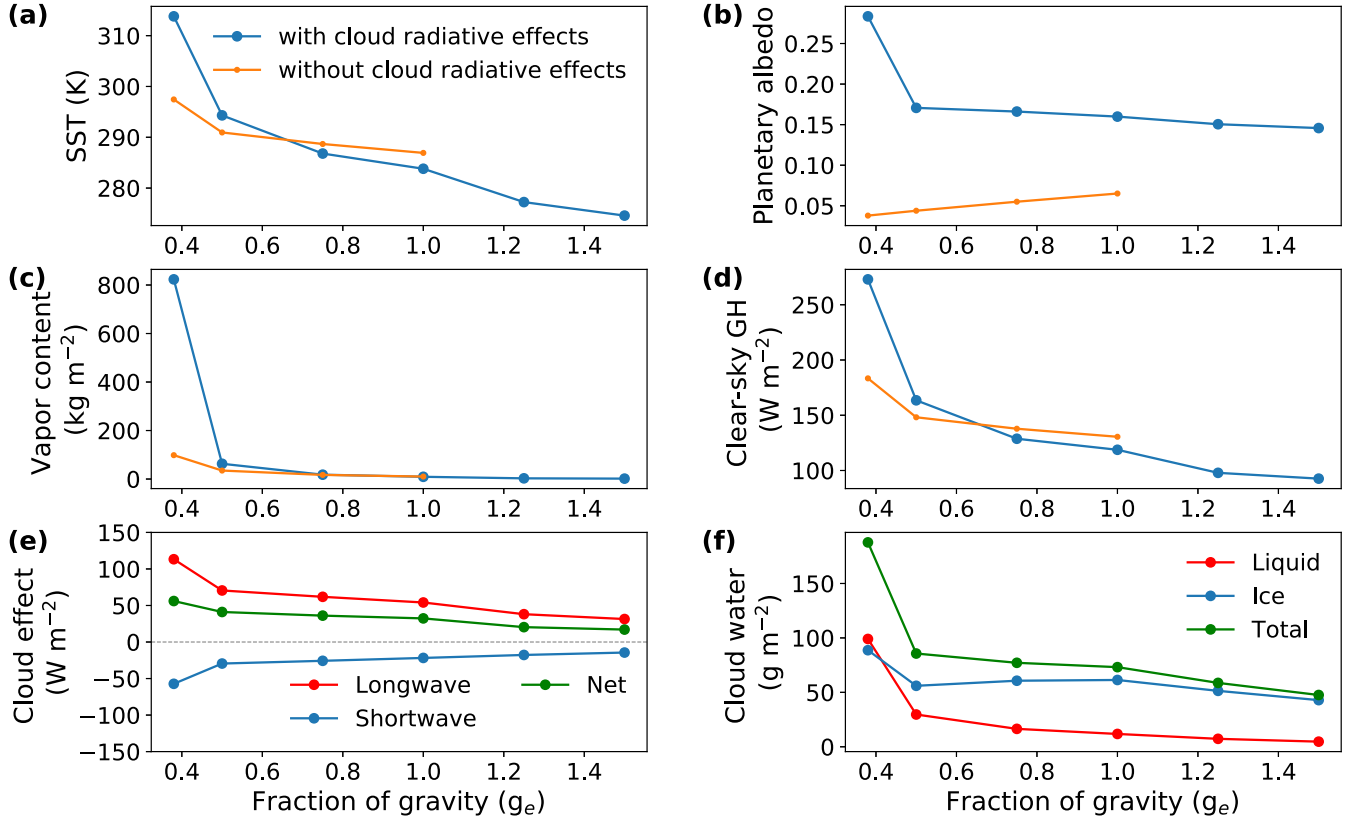 (a)
SST (K)
310
300
290
280
with cloud radiative effects
without cloud radiative effects
0.4 0.6 0.8 1.0 1.2 1.4
(b)
Planetary albedo
0.25
0.20
0.15
0.10
0.05
0.4 0.6 0.8 1.0 1.2 1.4
(c)
Vapor content
(kg m⁻²)
800
600
400
200
0
0.4 0.6 0.8 1.0 1.2 1.4
(d)
Clear-sky GH
(W m⁻²)
250
200
150
100
0.4 0.6 0.8 1.0 1.2 1.4
(e)
Cloud effect
(W m⁻²)
150
100
50
0
−50
−100
−150
Longwave
Shortwave
Net
0.4 0.6 0.8 1.0 1.2 1.4
Fraction of gravity (gₑ)
(f)
Cloud water
(g m⁻²)
150
100
50
0
Liquid
Ice
Total
0.4 0.6 0.8 1.0 1.2 1.4
Fraction of gravity (gₑ)